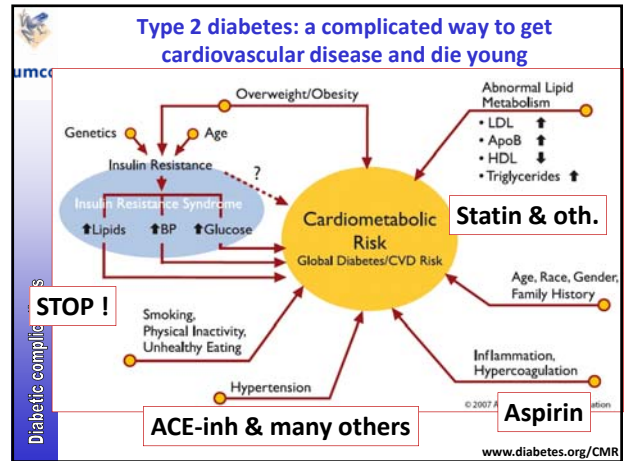 Type 2 diabetes: a complicated way to get
cardiovascular disease and die young
umcc
Overweight/Obesity
Genetics
Age
Insulin Resistance
?
Insulin Resistance Syndrome
⬆Lipids
⬆BP
⬆Glucose
Cardiometabolic
Risk
Global Diabetes/CVD Risk
Abnormal Lipid
Metabolism
• LDL ⬆
• ApoB ⬆
• HDL ⬇
• Triglycerides ⬆
Statin & oth.
Age, Race, Gender,
Family History
STOP !
Smoking,
Physical Inactivity,
Unhealthy Eating
Inflammation,
Hypercoagulation
Hypertension
© 2007 A
ation
Aspirin
ACE-inh & many others
Diabetic complic
s
www.diabetes.org/CMR